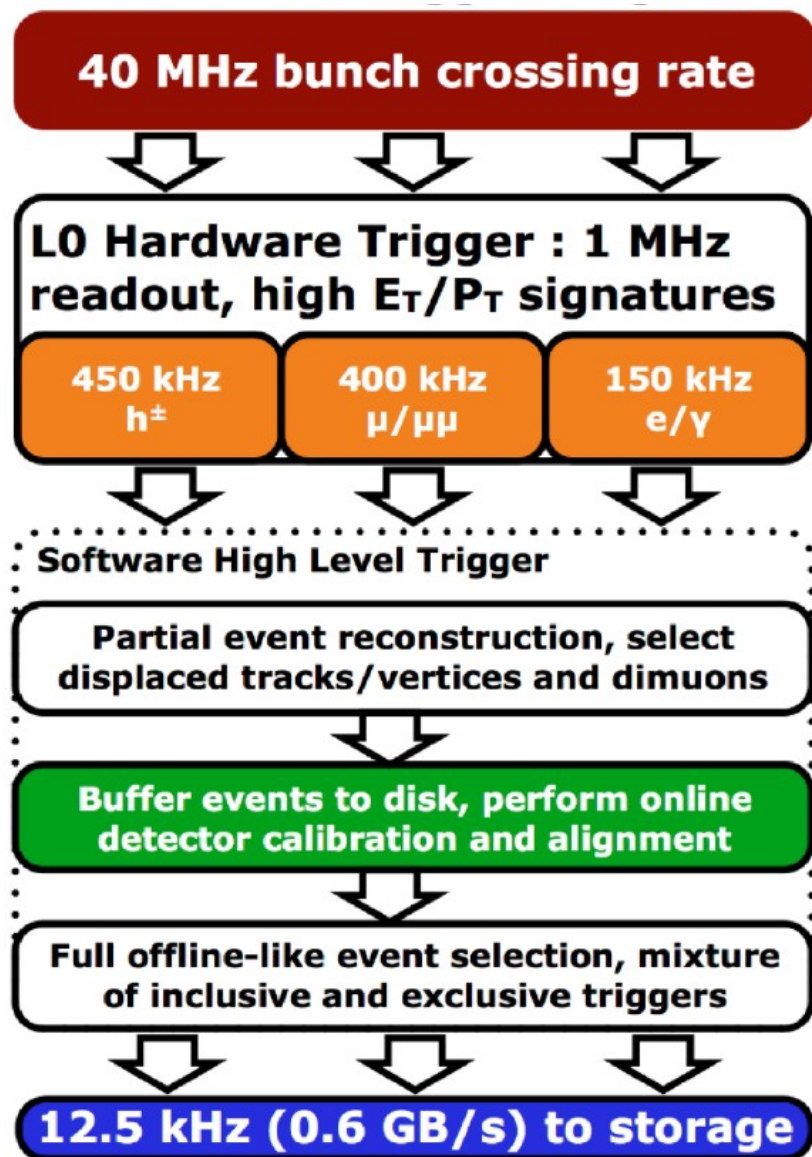 40 MHz bunch crossing rate
L0 Hardware Trigger : 1 MHz
readout, high Eᴛ/Pᴛ signatures
450 kHz
h±
400 kHz
μ/μμ
150 kHz
e/γ
Software High Level Trigger
Partial event reconstruction, select
displaced tracks/vertices and dimuons
Buffer events to disk, perform online
detector calibration and alignment
Full offline-like event selection, mixture
of inclusive and exclusive triggers
12.5 kHz (0.6 GB/s) to storage